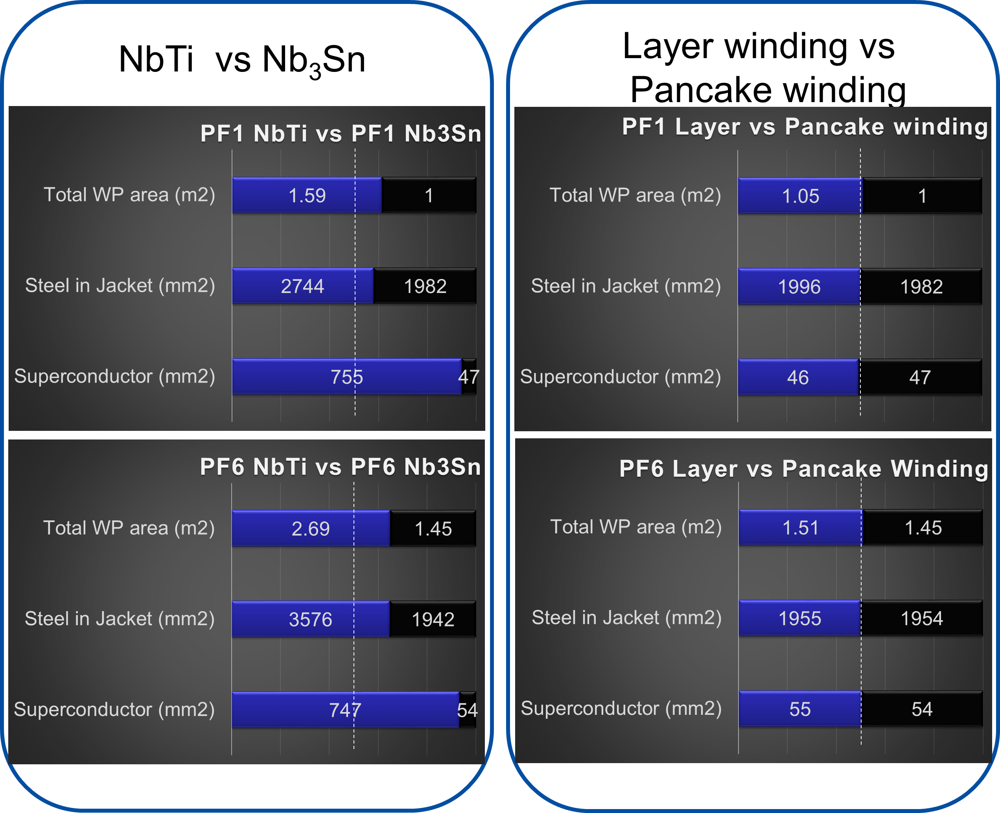 NbTi vs Nb3Sn
PF1 NbTi vs PF1 Nb3Sn
Total WP area (m2) 1.59 1
Steel in Jacket (mm2) 2744 1982
Superconductor (mm2) 755 47
PF6 NbTi vs PF6 Nb3Sn
Total WP area (m2) 2.69 1.45
Steel in Jacket (mm2) 3576 1942
Superconductor (mm2) 747 54
Layer winding vs
Pancake winding
PF1 Layer vs Pancake winding
Total WP area (m2) 1.05 1
Steel in Jacket (mm2) 1996 1982
Superconductor (mm2) 46 47
PF6 Layer vs Pancake Winding
Total WP area (m2) 1.51 1.45
Steel in Jacket (mm2) 1955 1954
Superconductor (mm2) 55 54